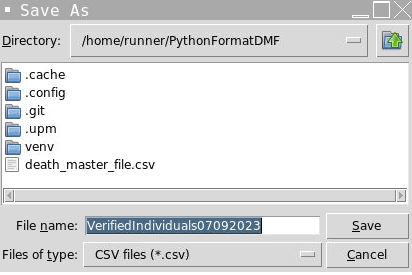 Save As
Directory: /home/runner/PythonFormatDMF
.cache
.config
.git
.upm
venv
death_master_file.csv
File name: VerifiedIndividuals07092023 Save
Files of type: CSV files (*.csv) Cancel